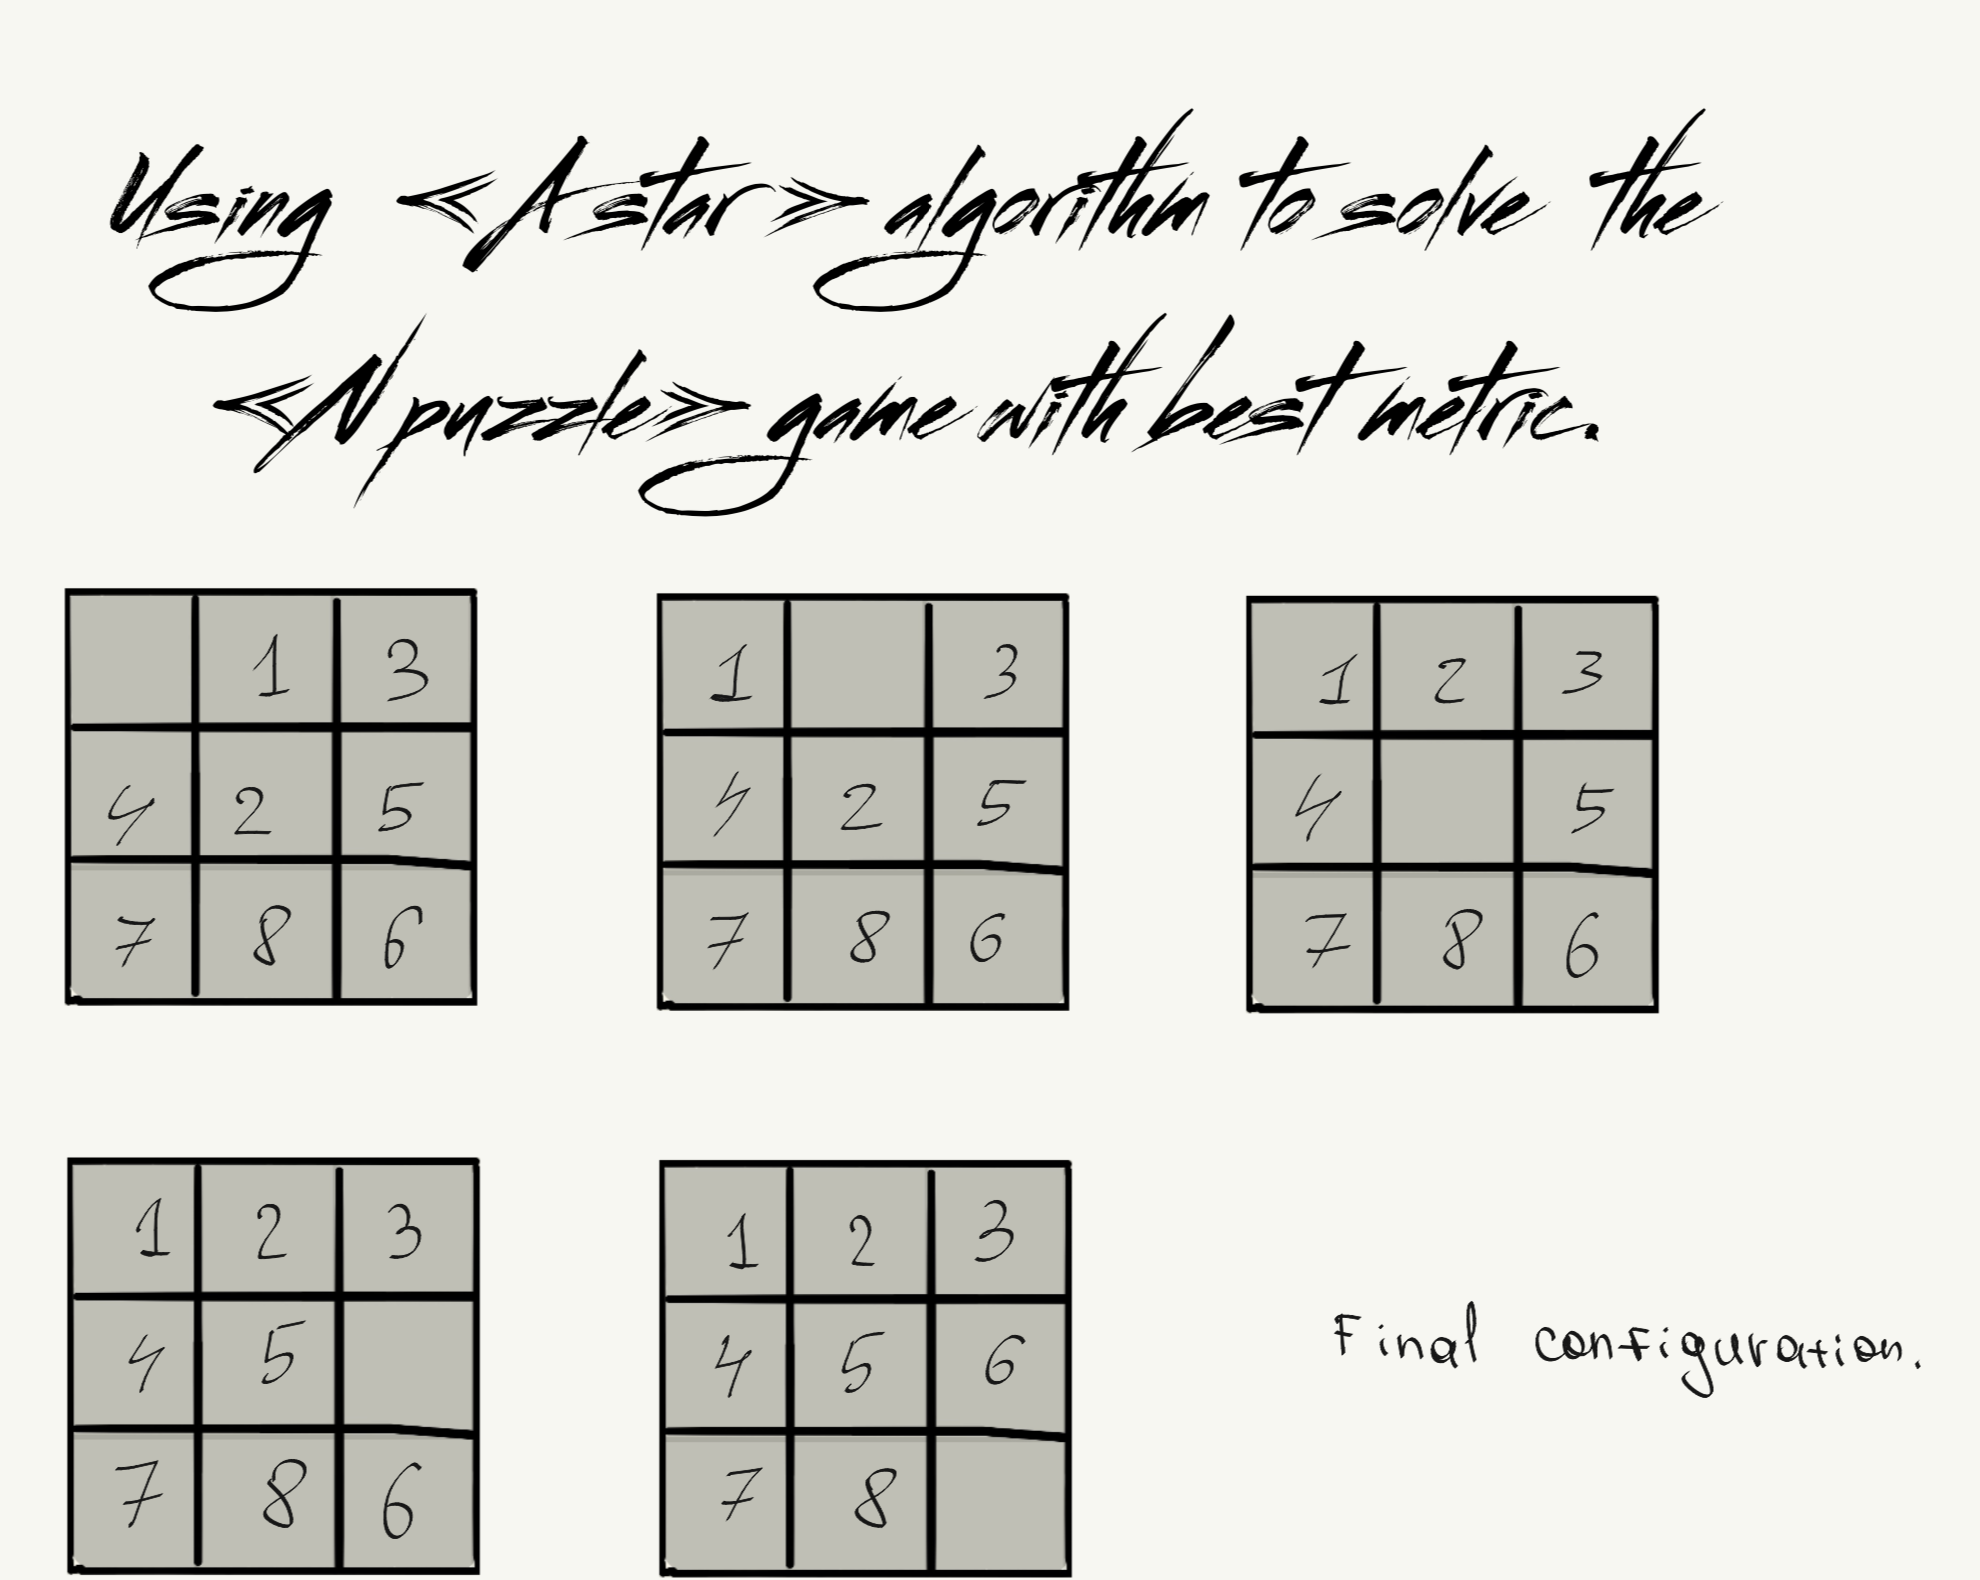 Using <A star> algorithm to solve the
<N puzzle> game with best metric.
1 3
4 2 5
7 8 6
1 3
4 2 5
7 8 6
1 2 3
4 5
7 8 6
1 2 3
4 5
7 8 6
1 2 3
4 5 6
7 8
Final configuration.